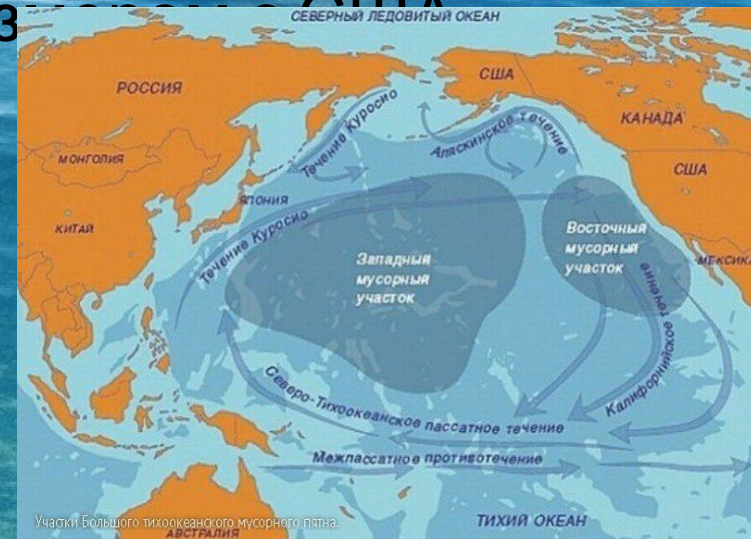 СЕВЕРНЫЙ ЛЕДОВИТЫЙ ОКЕАН
РОССИЯ
США
КАНАДА
США
МОНГОЛИЯ
КИТАЙ
ЯПОНИЯ
Течение Куросио
Аляскинское течение
Течение Куросио
Западный
мусорный
участок
Восточный
мусорный
участок
МЕКСИКА
Калифорнийское течение
Северо-Тихоокеанское пассатное течение
Межпассатное противотечение
ТИХИЙ ОКЕАН
Участки Большого тихоокеанского мусорного пятна.
АВСТРАЛИЯ